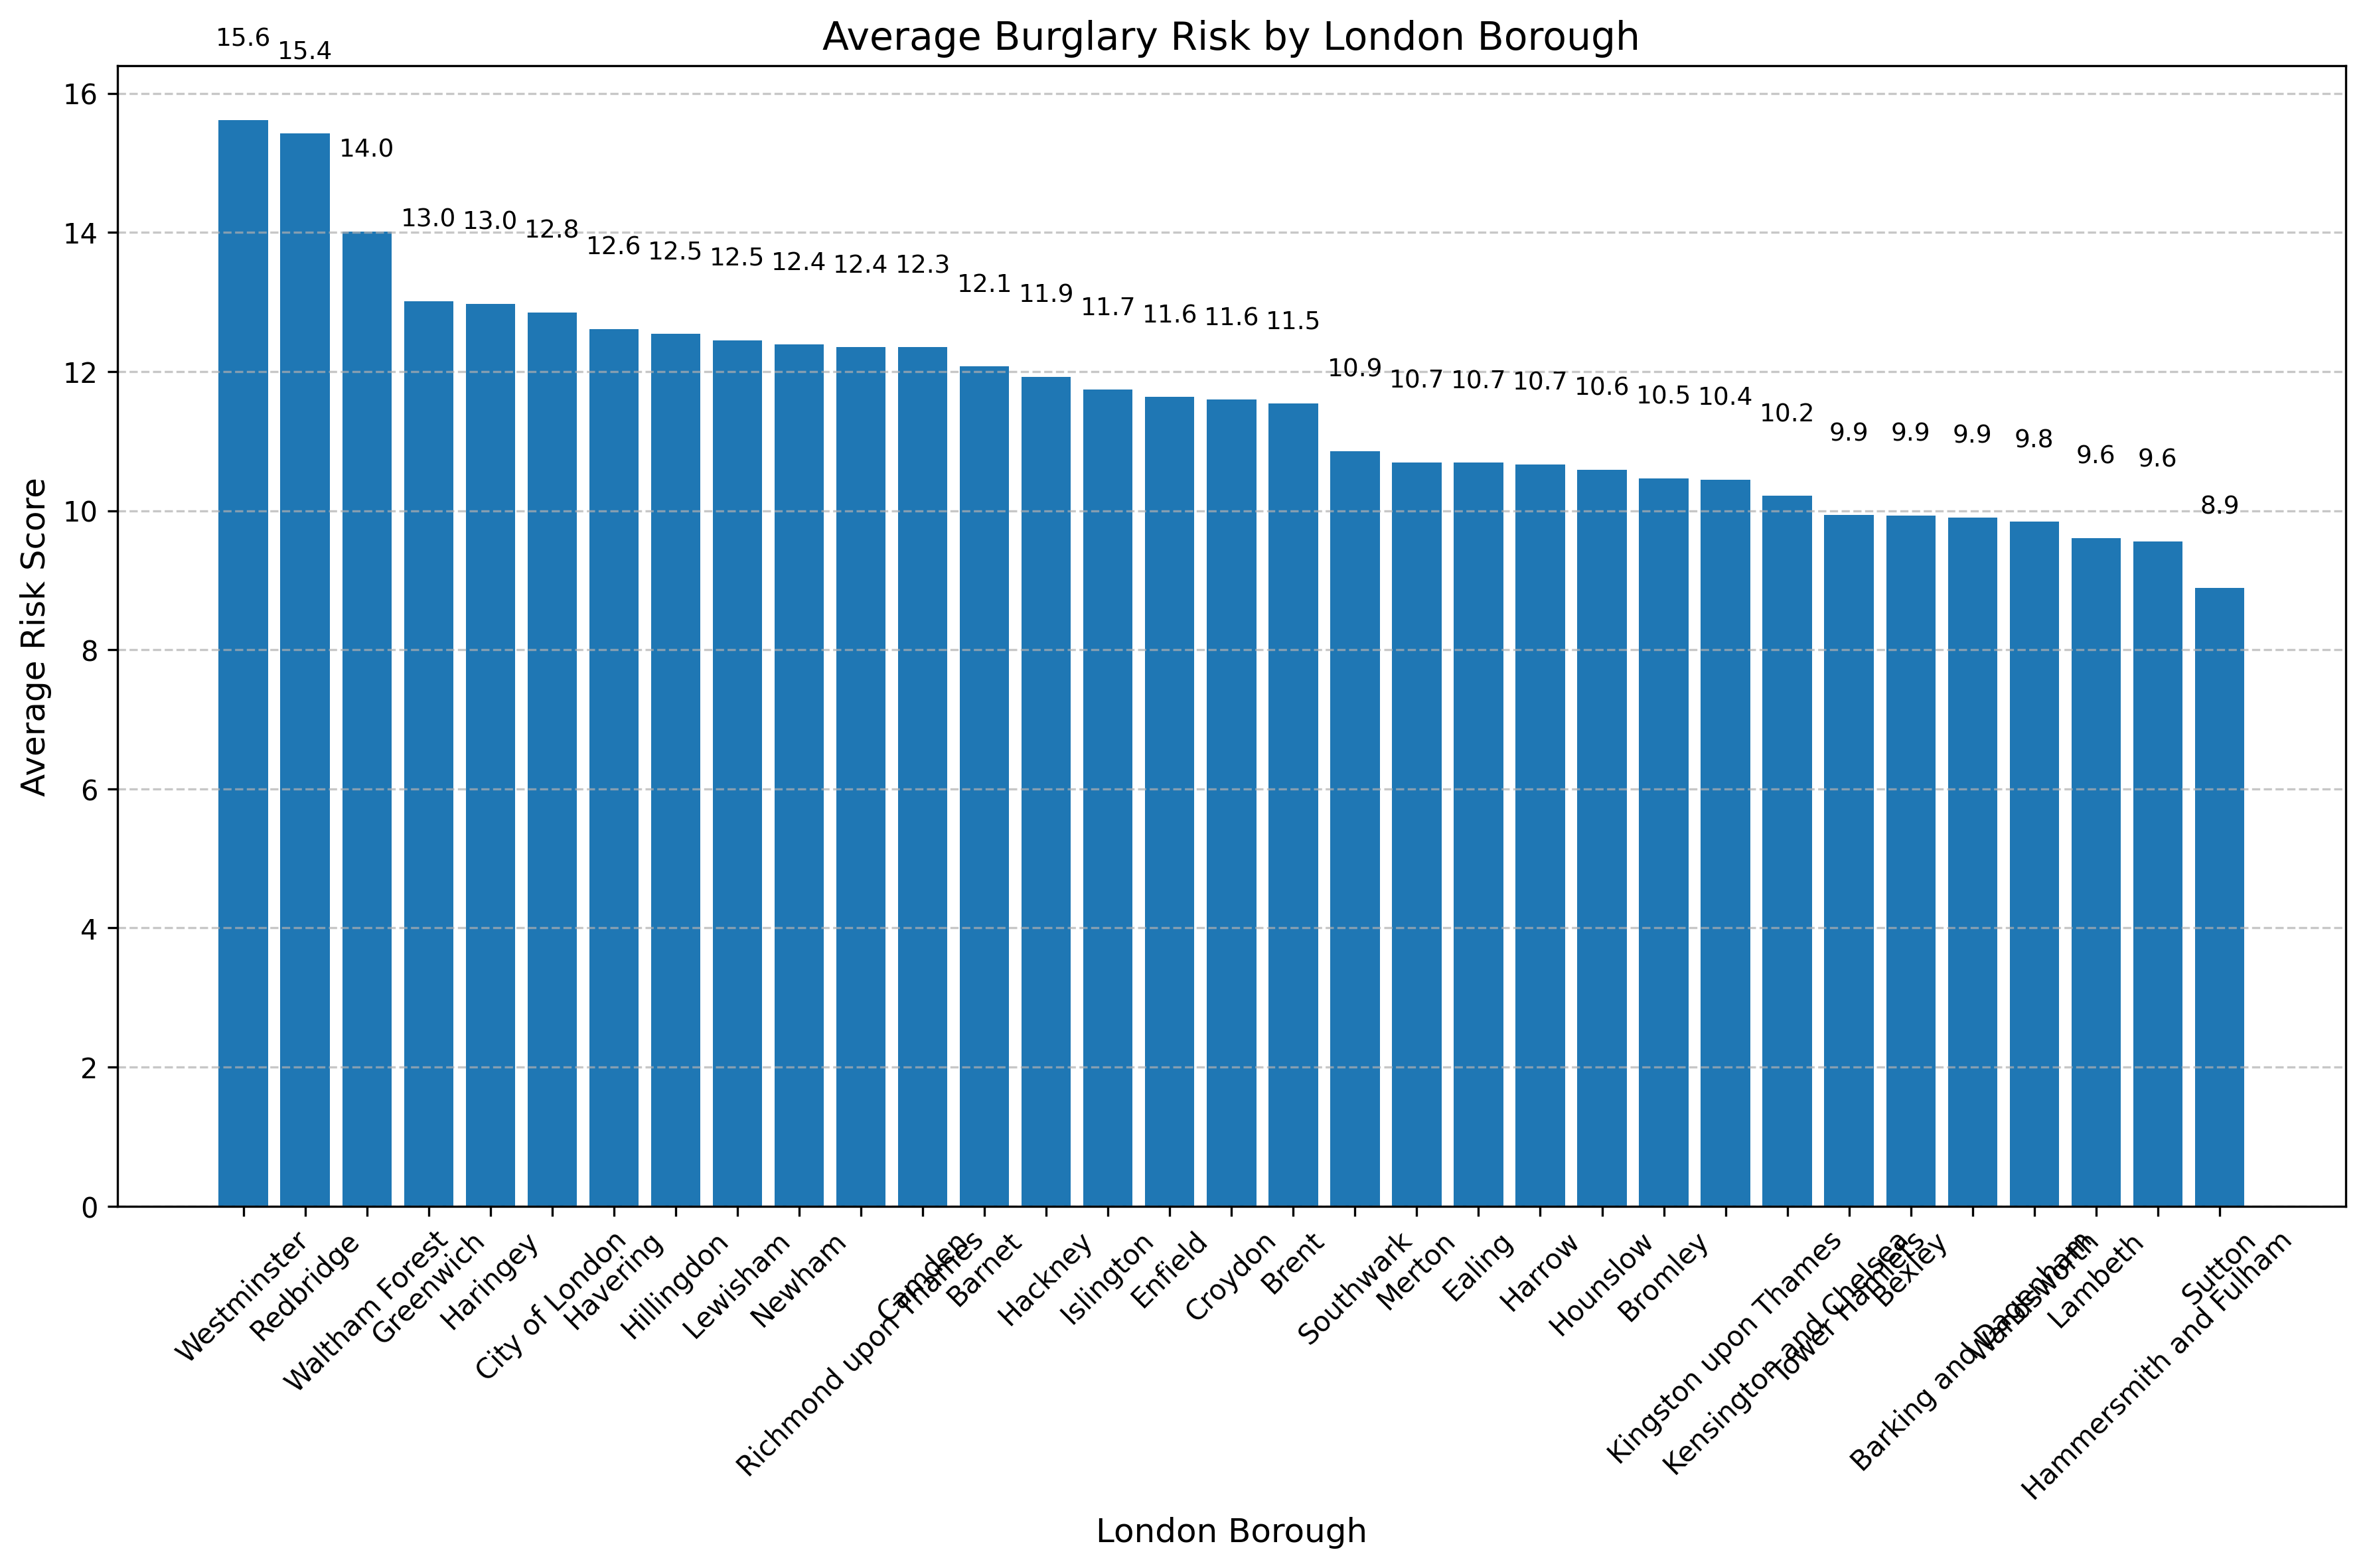 Average Burglary Risk by London Borough
15.6
15.4
14.0
13.0
13.0
12.8
12.6
12.5
12.5
12.4
12.4
12.3
12.1
11.9
11.7
11.6
11.6
11.5
10.9
10.7
10.7
10.7
10.6
10.5
10.4
10.2
9.9
9.9
9.9
9.8
9.6
9.6
8.9
Average Risk Score
16
14
12
10
8
6
4
2
0
Westminster
Redbridge
Waltham Forest
Greenwich
Haringey
City of London
Havering
Hillingdon
Lewisham
Newham
Richmond upon Thames
Camden
Barnet
Hackney
Islington
Enfield
Croydon
Brent
Southwark
Merton
Ealing
Harrow
Hounslow
Bromley
Kingston upon Thames
Kensington and Chelsea
Tower Hamlets
Bexley
Barking and Dagenham
Wandsworth
Lambeth
Hammersmith and Fulham
Sutton
London Borough